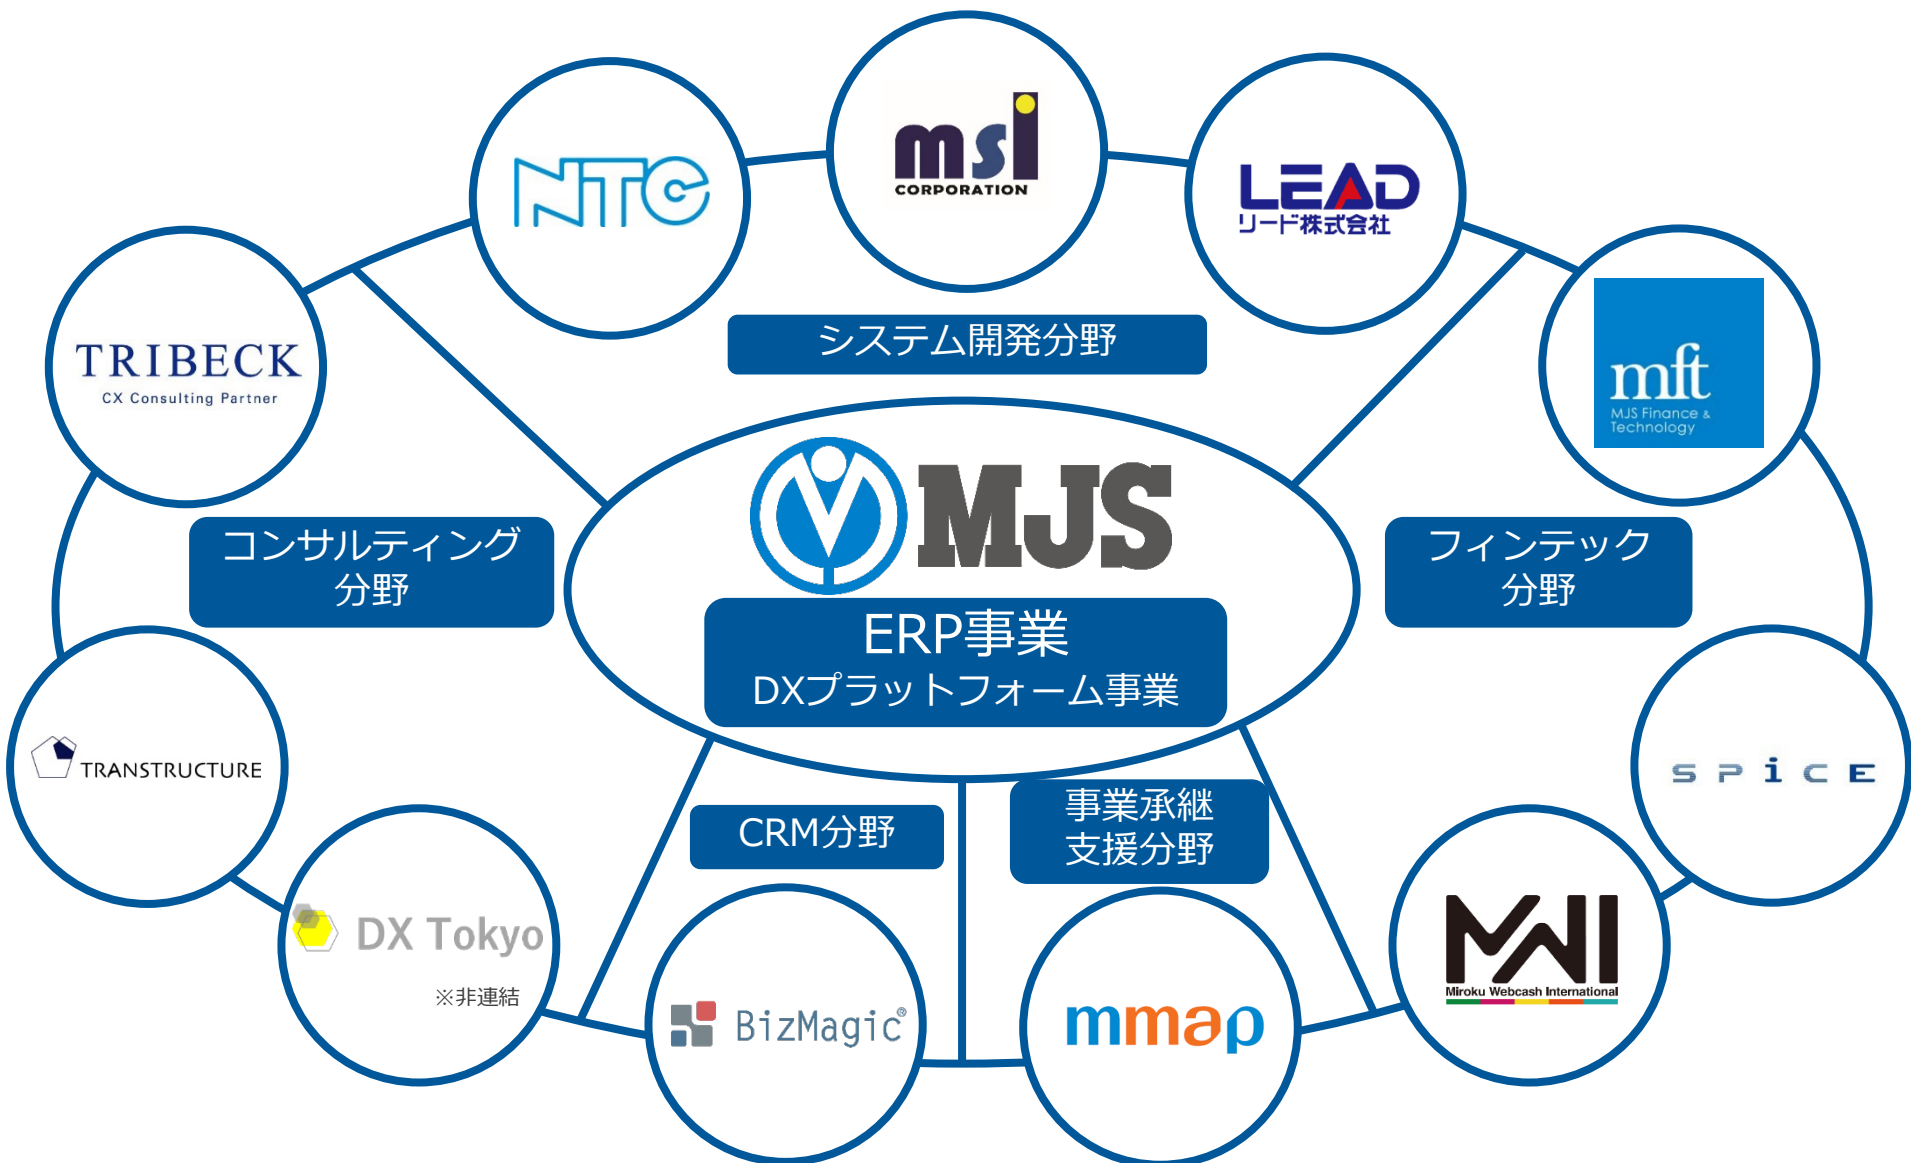 msi
CORPORATION
NTC
LEAD
リード株式会社
TRIBECK
CX Consulting Partner
システム開発分野
mft
MJS Finance &
Technology
MJS
コンサルティング
分野
フィンテック
分野
ERP事業
DXプラットフォーム事業
TRANSTRUCTURE
SPiCE
CRM分野
事業承継
支援分野
DX Tokyo
※非連結
BizMagic®
mmap
MWI
Miroku Webcash International